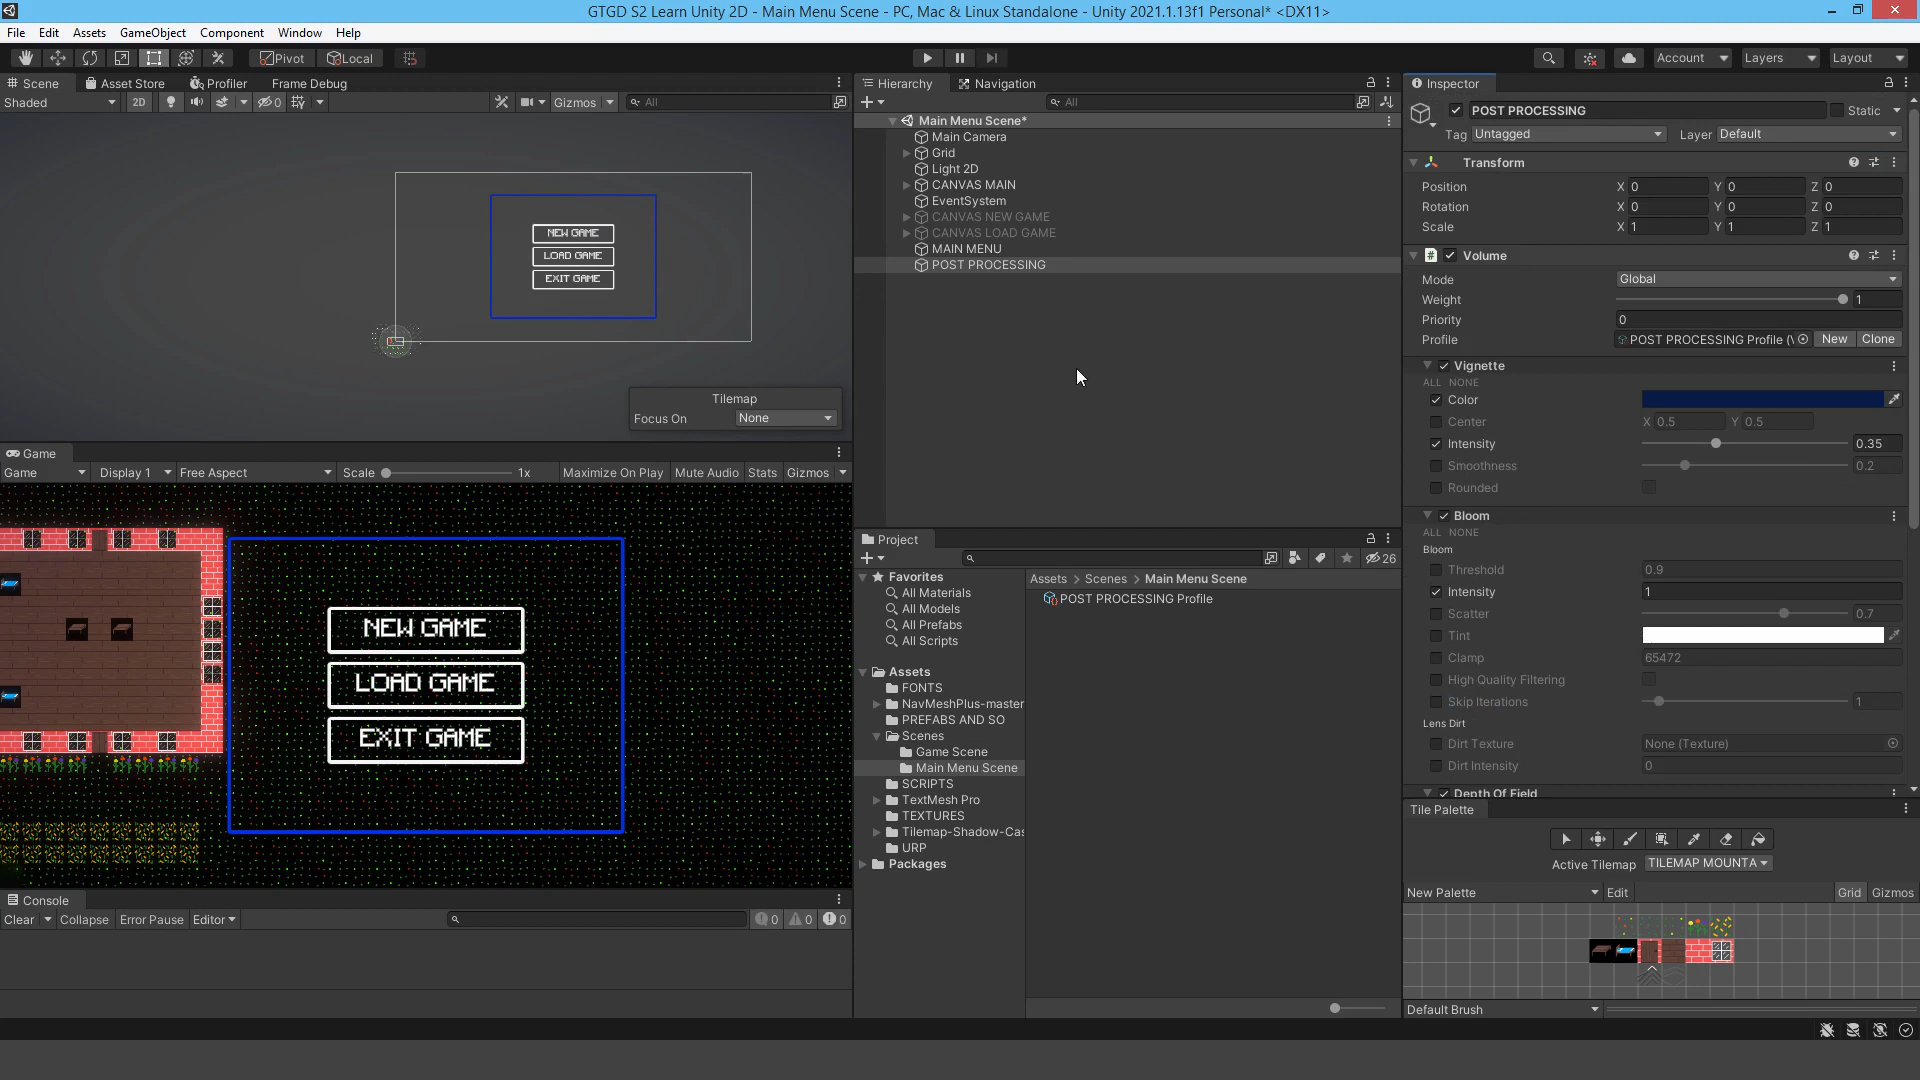 GTGD S2 Learn Unity 2D - Main Menu Scene - PC, Mac & Linux Standalone - Unity 2021.1.13f1 Personal* <DX11>
File Edit Assets GameObject Component Window Help
Pivot Local Account Layers Layout
Scene Asset Store Profiler Frame Debug
Shaded 2D 0 Gizmos All
NEW GAME
LOAD GAME
EXIT GAME
Tilemap
Focus On None
Game
Game Display 1 Free Aspect Scale 1x Maximize On Play Mute Audio Stats Gizmos
NEW GAME
LOAD GAME
EXIT GAME
Console
Clear Collapse Error Pause Editor 0 0 0
Hierarchy Navigation
All
Main Menu Scene*
Main Camera
Grid
Light 2D
CANVAS MAIN
EventSystem
CANVAS NEW GAME
CANVAS LOAD GAME
MAIN MENU
POST PROCESSING
Project
26
Favorites
All Materials
All Models
All Prefabs
All Scripts
Assets
FONTS
NavMeshPlus-master
PREFABS AND SO
Scenes
Game Scene
Main Menu Scene
SCRIPTS
TextMesh Pro
TEXTURES
Tilemap-Shadow-Cas
URP
Packages
Assets > Scenes > Main Menu Scene
POST PROCESSING Profile
Inspector
POST PROCESSING Static
Tag Untagged Layer Default
Transform
Position X 0 Y 0 Z 0
Rotation X 0 Y 0 Z 0
Scale X 1 Y 1 Z 1
# Volume
Mode Global
Weight 1
Priority 0
Profile POST PROCESSING Profile (V New Clone
Vignette
ALL NONE
Color
Center X 0.5 Y 0.5
Intensity 0.35
Smoothness 0.2
Rounded
Bloom
ALL NONE
Bloom
Threshold 0.9
Intensity 1
Scatter 0.7
Tint
Clamp 65472
High Quality Filtering
Skip Iterations 1
Lens Dirt
Dirt Texture None (Texture)
Dirt Intensity 0
Depth Of Field
Tile Palette
Active Tilemap TILEMAP MOUNTA
New Palette Edit Grid Gizmos
Default Brush